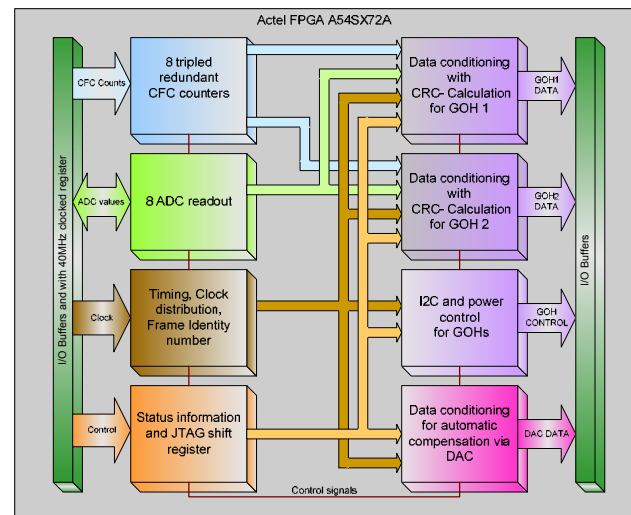 Actel FPGA A54SX72A
I/O Buffers and with 40MHz clocked register
CFC Counts
8 tripled
redundant
CFC counters
Data conditioning
with
CRC- Calculation
for GOH 1
GOH1
DATA
ADC values
8 ADC readout
Data conditioning
with
CRC- Calculation
for GOH 2
GOH2
DATA
Clock
Timing, Clock
distribution,
Frame Identity
number
I2C and power
control
for GOHs
GOH
CONTROL
Control
Status information
and JTAG shift
register
Data conditioning
for automatic
compensation via
DAC
DAC DATA
I/O Buffers
Control signals